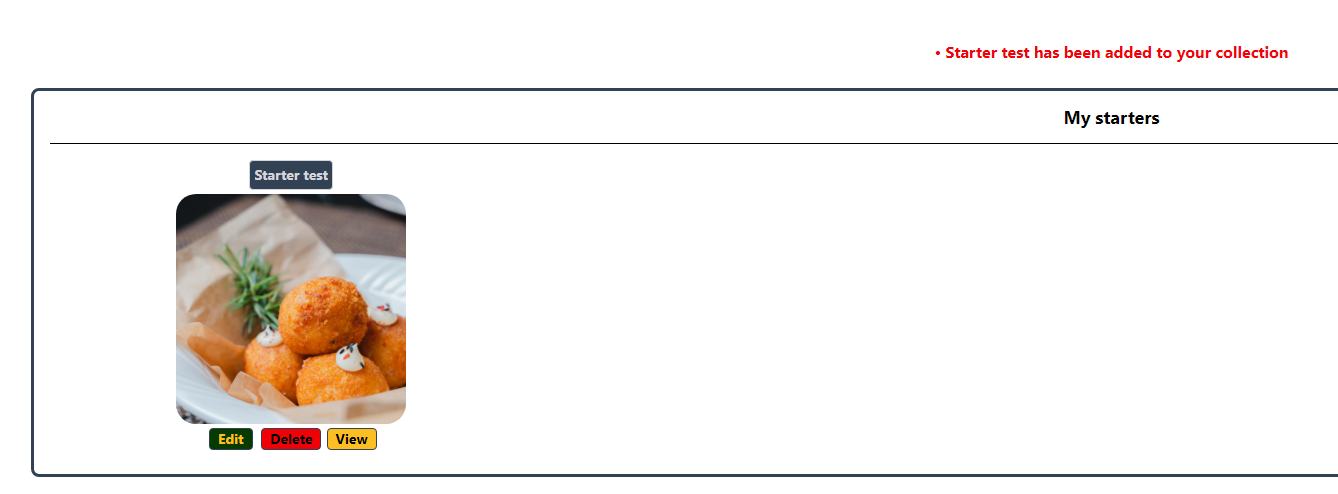 • Starter test has been added to your collection
My starters
Starter test
Edit Delete View